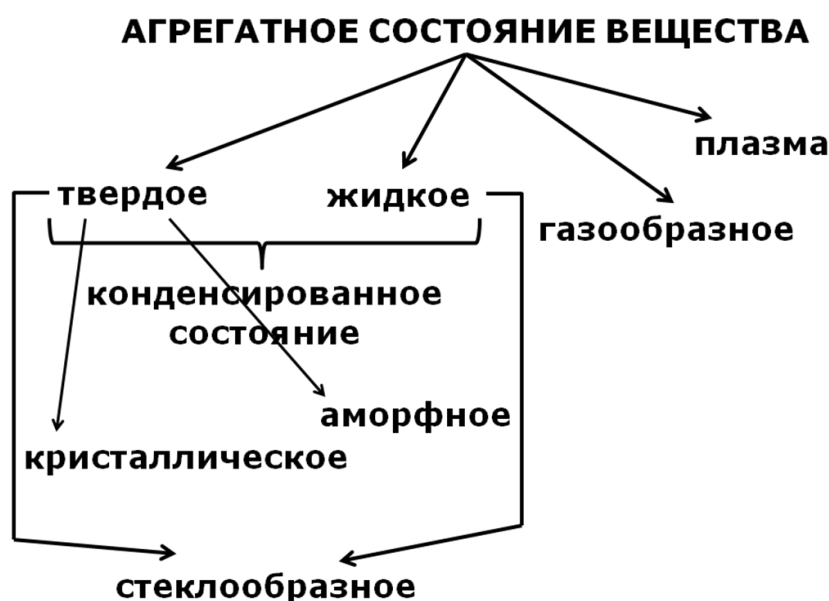 АГРЕГАТНОЕ СОСТОЯНИЕ ВЕЩЕСТВА
плазма
твердое
жидкое
газообразное
конденсированное
состояние
аморфное
кристаллическое
стеклообразное